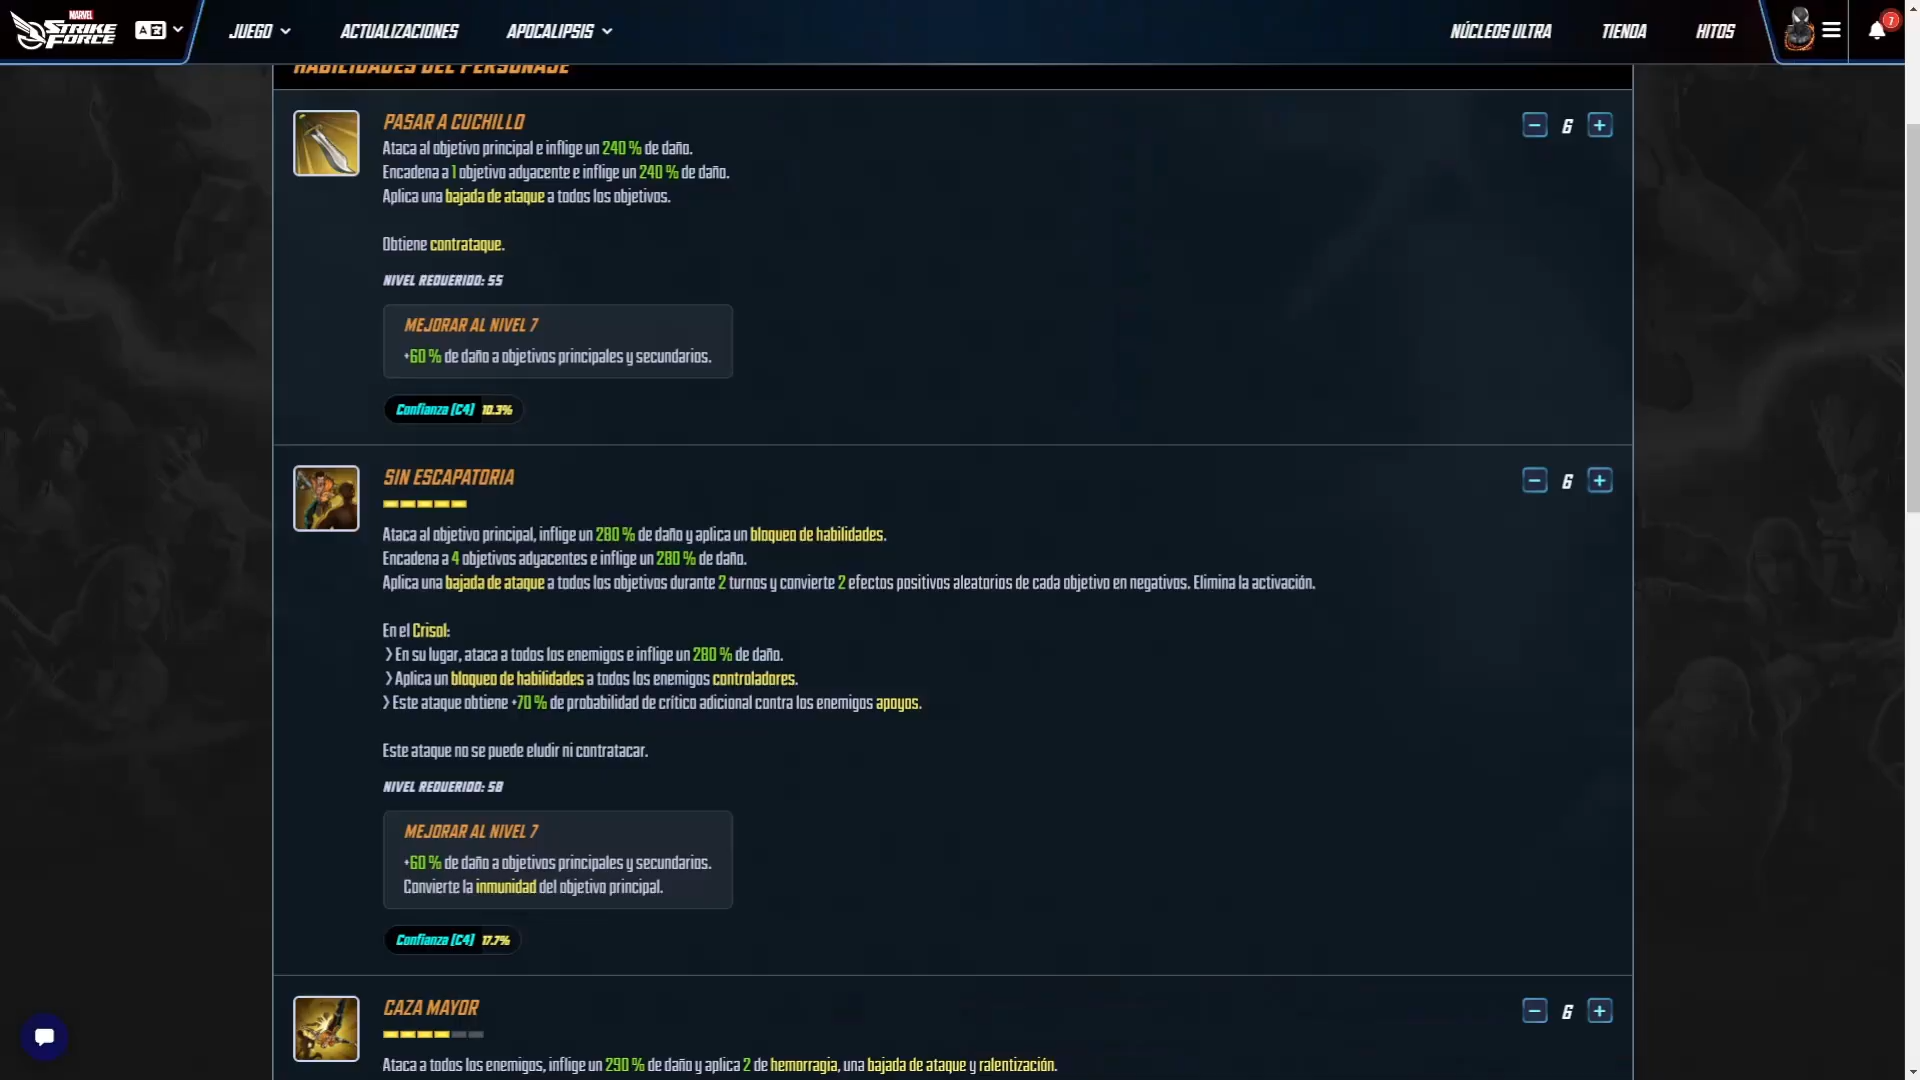 MARVEL
STRIKE
FORCE
JUEGO
ACTUALIZACIONES
APOCALIPSIS
NÚCLEOS ULTRA
TIENDA
HITOS
7
HABILIDADES DEL PERSONAJE
PASAR A CUCHILLO
6
Ataca al objetivo principal e inflige un 240 % de daño.
Encadena a 1 objetivo adyacente e inflige un 240 % de daño.
Aplica una bajada de ataque a todos los objetivos.
Obtiene contrataque.
NIVEL REQUERIDO: 55
MEJORAR AL NIVEL 7
+60 % de daño a objetivos principales y secundarios.
Confianza [C4] 10.3%
SIN ESCAPATORIA
6
Ataca al objetivo principal, inflige un 280 % de daño y aplica un bloqueo de habilidades.
Encadena a 4 objetivos adyacentes e inflige un 280 % de daño.
Aplica una bajada de ataque a todos los objetivos durante 2 turnos y convierte 2 efectos positivos aleatorios de cada objetivo en negativos. Elimina la activación.
En el Crisol:
> En su lugar, ataca a todos los enemigos e inflige un 280 % de daño.
> Aplica un bloqueo de habilidades a todos los enemigos controladores.
> Este ataque obtiene +70 % de probabilidad de crítico adicional contra los enemigos apoyos.
Este ataque no se puede eludir ni contratacar.
NIVEL REQUERIDO: 58
MEJORAR AL NIVEL 7
+60 % de daño a objetivos principales y secundarios.
Convierte la inmunidad del objetivo principal.
Confianza [C4] 17.7%
CAZA MAYOR
6
Ataca a todos los enemigos, inflige un 290 % de daño y aplica 2 de hemorragia, una bajada de ataque y ralentización.